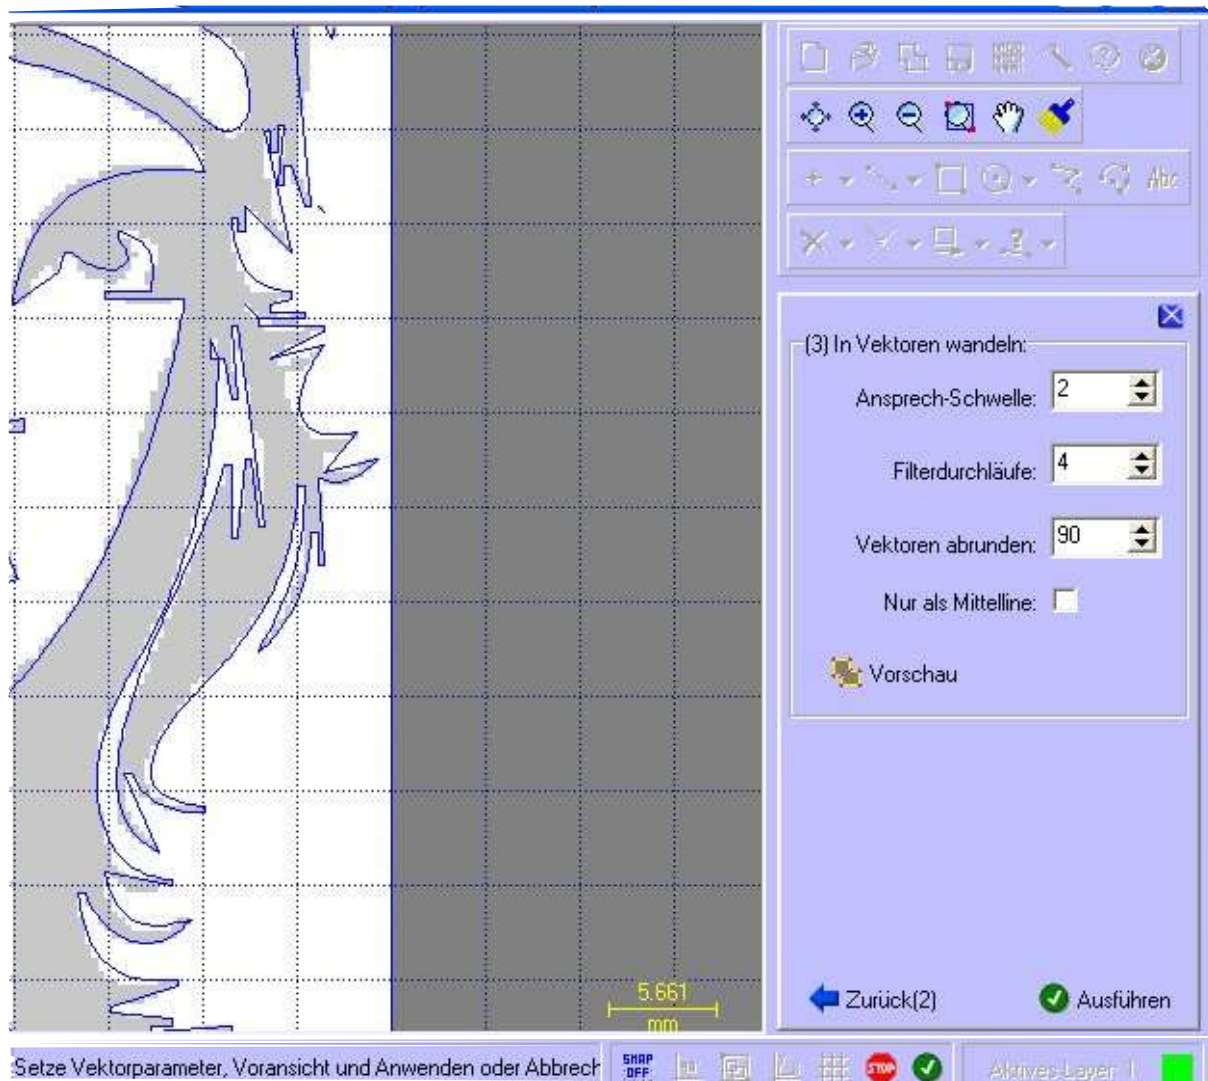 Abc
(3) In Vektoren wandeln:
Ansprech-Schwelle: 2
Filterdurchläufe: 4
Vektoren abrunden: 90
Nur als Mittelline:
Vorschau
5.661
mm
Zurück(2) Ausführen
Setze Vektorparameter, Voransicht und Anwenden oder Abbrech
SNAP
OFF
STOP
Aktives Layer